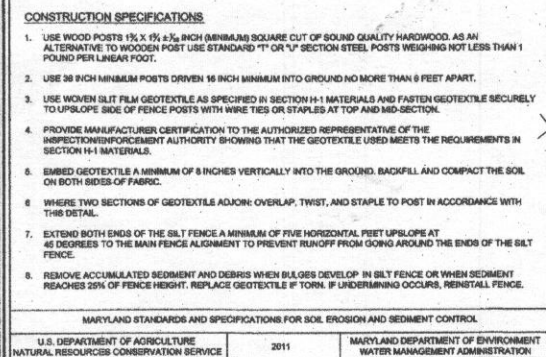 CONSTRUCTION SPECIFICATIONS
1. USE WOOD POSTS 1¾ X 1¾ ± 1/16 INCH (MINIMUM) SQUARE CUT OF SOUND QUALITY HARDWOOD. AS AN
ALTERNATIVE TO WOODEN POST USE STANDARD "T" OR "U" SECTION STEEL POSTS WEIGHING NOT LESS THAN 1
POUND PER LINEAR FOOT.
2. USE 36 INCH MINIMUM POSTS DRIVEN 16 INCH MINIMUM INTO GROUND NO MORE THAN 6 FEET APART.
3. USE WOVEN SLIT FILM GEOTEXTILE AS SPECIFIED IN SECTION H-1 MATERIALS AND FASTEN GEOTEXTILE SECURELY
TO UPSLOPE SIDE OF FENCE POSTS WITH WIRE TIES OR STAPLES AT TOP AND MID-SECTION.
4. PROVIDE MANUFACTURER CERTIFICATION TO THE AUTHORIZED REPRESENTATIVE OF THE
INSPECTION/ENFORCEMENT AUTHORITY SHOWING THAT THE GEOTEXTILE USED MEETS THE REQUIREMENTS IN
SECTION H-1 MATERIALS.
5. EMBED GEOTEXTILE A MINIMUM OF 8 INCHES VERTICALLY INTO THE GROUND. BACKFILL AND COMPACT THE SOIL
ON BOTH SIDES OF FABRIC.
6 WHERE TWO SECTIONS OF GEOTEXTILE ADJOIN: OVERLAP, TWIST, AND STAPLE TO POST IN ACCORDANCE WITH
THIS DETAIL.
7. EXTEND BOTH ENDS OF THE SILT FENCE A MINIMUM OF FIVE HORIZONTAL FEET UPSLOPE AT
45 DEGREES TO THE MAIN FENCE ALIGNMENT TO PREVENT RUNOFF FROM GOING AROUND THE ENDS OF THE SILT
FENCE.
8. REMOVE ACCUMULATED SEDIMENT AND DEBRIS WHEN BULGES DEVELOP IN SILT FENCE OR WHEN SEDIMENT
REACHES 25% OF FENCE HEIGHT. REPLACE GEOTEXTILE IF TORN. IF UNDERMINING OCCURS, REINSTALL FENCE.
MARYLAND STANDARDS AND SPECIFICATIONS FOR SOIL EROSION AND SEDIMENT CONTROL
U.S. DEPARTMENT OF AGRICULTURE
NATURAL RESOURCES CONSERVATION SERVICE
2011
MARYLAND DEPARTMENT OF ENVIRONMENT
WATER MANAGEMENT ADMINISTRATION